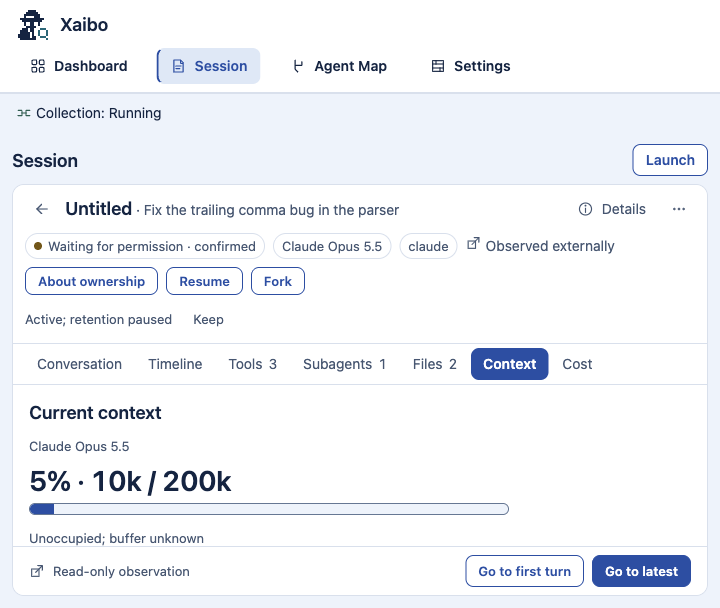 Xaibo
Dashboard Session Agent Map Settings
Collection: Running
Session Launch
Untitled · Fix the trailing comma bug in the parser Details ...
Waiting for permission · confirmed Claude Opus 5.5 claude Observed externally
About ownership Resume Fork
Active; retention paused Keep
Conversation Timeline Tools 3 Subagents 1 Files 2 Context Cost
Current context
Claude Opus 5.5
5% · 10k / 200k
Unoccupied; buffer unknown
Read-only observation Go to first turn Go to latest